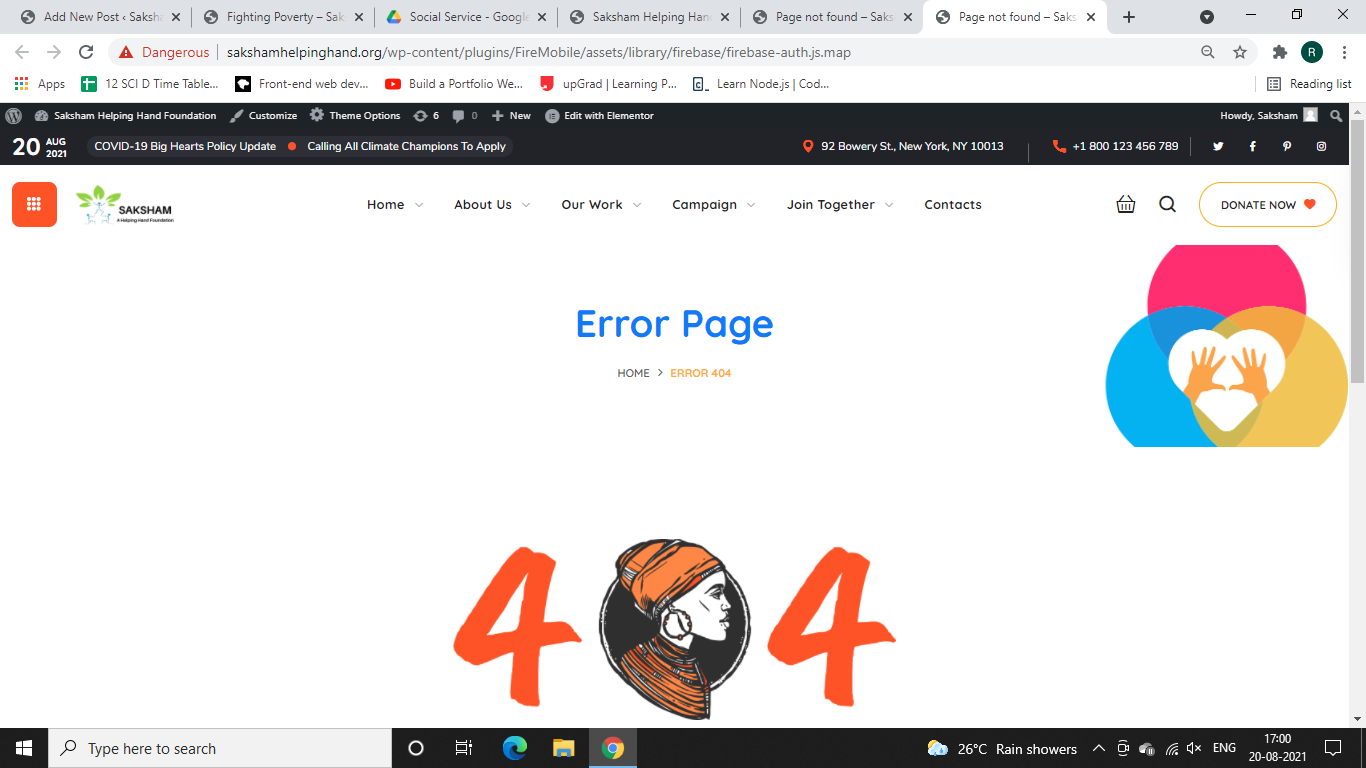 Add New Post ‹ Saksha
Fighting Poverty – Sak
Social Service - Google
Saksham Helping Hand
Page not found – Saks
Page not found – Saks
Dangerous
sakshamhelpinghand.org/wp-content/plugins/FireMobile/assets/library/firebase/firebase-auth.js.map
R
Apps
12 SCI D Time Table...
Front-end web dev...
Build a Portfolio We...
upGrad | Learning P...
Learn Node.js | Cod...
Reading list
Saksham Helping Hand Foundation
Customize
Theme Options
6
0
New
Edit with Elementor
Howdy, Saksham
20 AUG 2021
COVID-19 Big Hearts Policy Update
Calling All Climate Champions To Apply
92 Bowery St., New York, NY 10013
+1 800 123 456 789
SAKSHAM
A Helping Hand Foundation
Home
About Us
Our Work
Campaign
Join Together
Contacts
DONATE NOW
Error Page
HOME > ERROR 404
4 4
Type here to search
26°C Rain showers
ENG
17:00
20-08-2021